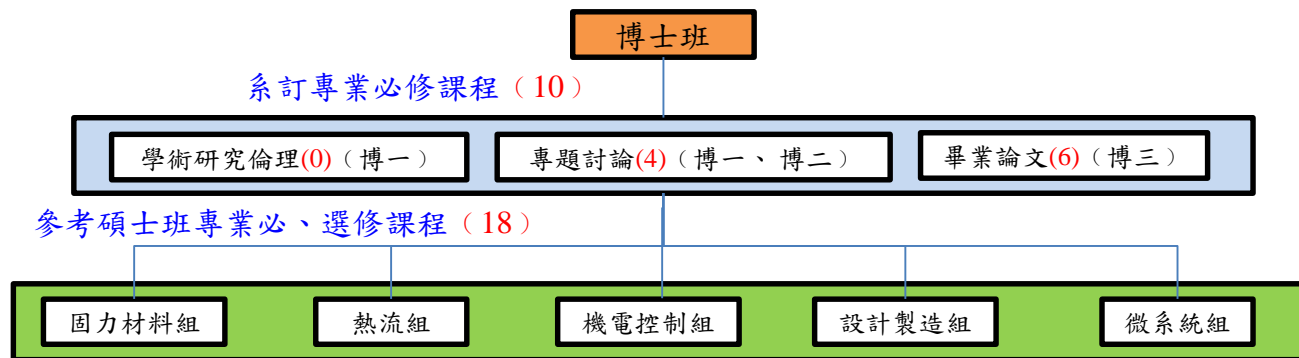 博士班
系訂專業必修課程（10）
學術研究倫理(0)（博一）
專題討論(4)（博一、博二）
畢業論文(6)（博三）
參考碩士班專業必、選修課程（18）
固力材料組
熱流組
機電控制組
設計製造組
微系統組